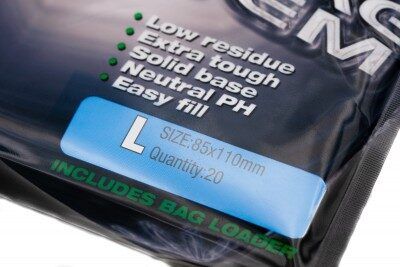 Low residue
Extra tough
Solid base
Neutral PH
Easy fill
L
SIZE:85x110mm
Quantity:20
INCLUDES BAG LOADER